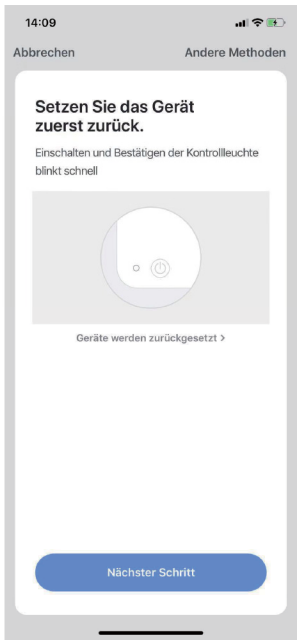 14:09
Abbrechen
Andere Methoden
Setzen Sie das Gerät
zuerst zurück.
Einschalten und Bestätigen der Kontrollleuchte
blinkt schnell
Geräte werden zurückgesetzt >
Nächster Schritt